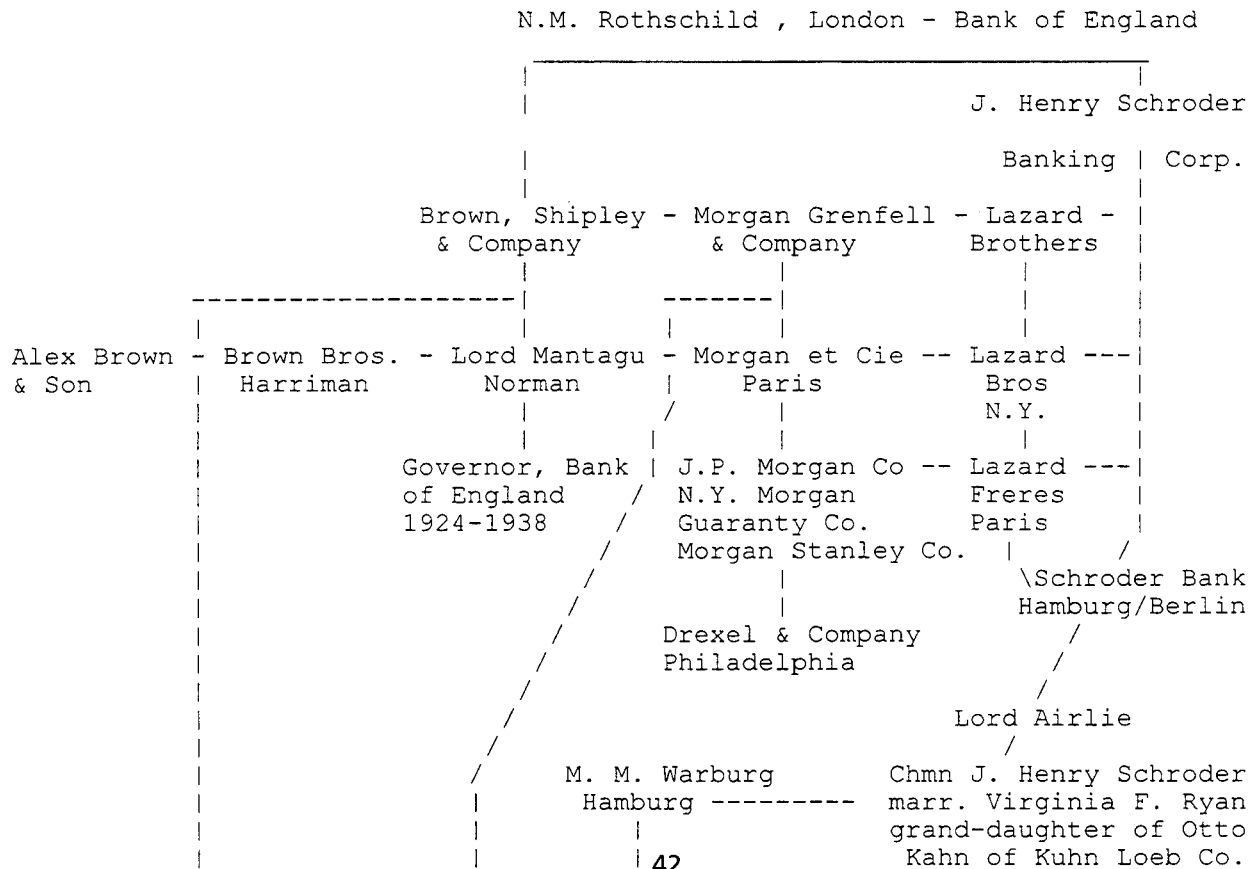 N.M. Rothschild , London - Bank of England
J. Henry Schroder
Banking | Corp.
Brown, Shipley - Morgan Grenfell - Lazard -
& Company & Company Brothers
Alex Brown - Brown Bros. - Lord Mantagu - Morgan et Cie -- Lazard ---
& Son Harriman Norman Paris Bros
N.Y.
Governor, Bank J.P. Morgan Co -- Lazard ---
of England N.Y. Morgan Freres
1924-1938 Guaranty Co. Paris
Morgan Stanley Co.
\Schroder Bank
Hamburg/Berlin
Drexel & Company
Philadelphia
Lord Airlie
M. M. Warburg Chmn J. Henry Schroder
Hamburg --------- marr. Virginia F. Ryan
grand-daughter of Otto
Kahn of Kuhn Loeb Co.
42